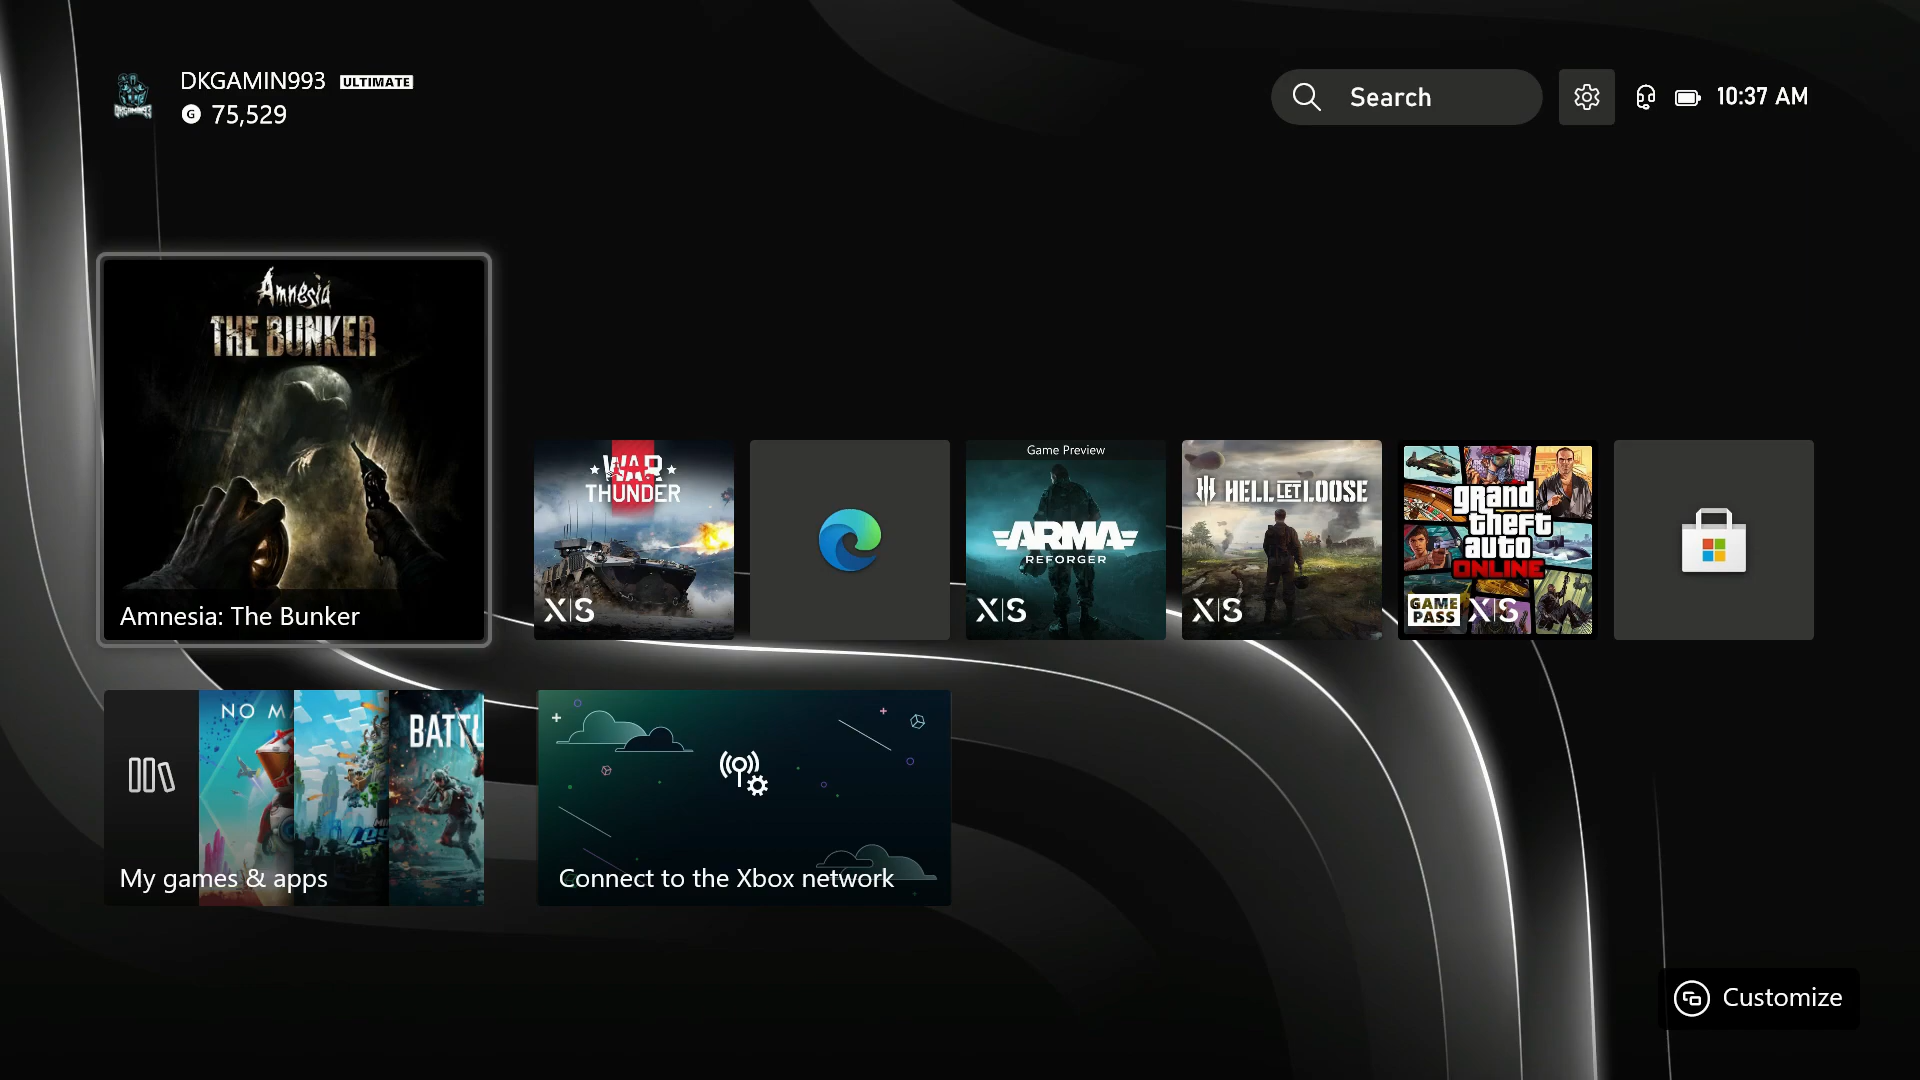 DKGAMIN993 ULTIMATE
G 75,529
Search
10:37 AM
Amnesia
THE BUNKER
Amnesia: The Bunker
WAR
THUNDER
X|S
Game Preview
ARMA
REFORGER
X|S
HELL LET LOOSE
X|S
grand
theft
auto
ONLINE
GAME
PASS
X|S
NO MA
BATTL
My games & apps
Connect to the Xbox network
Customize